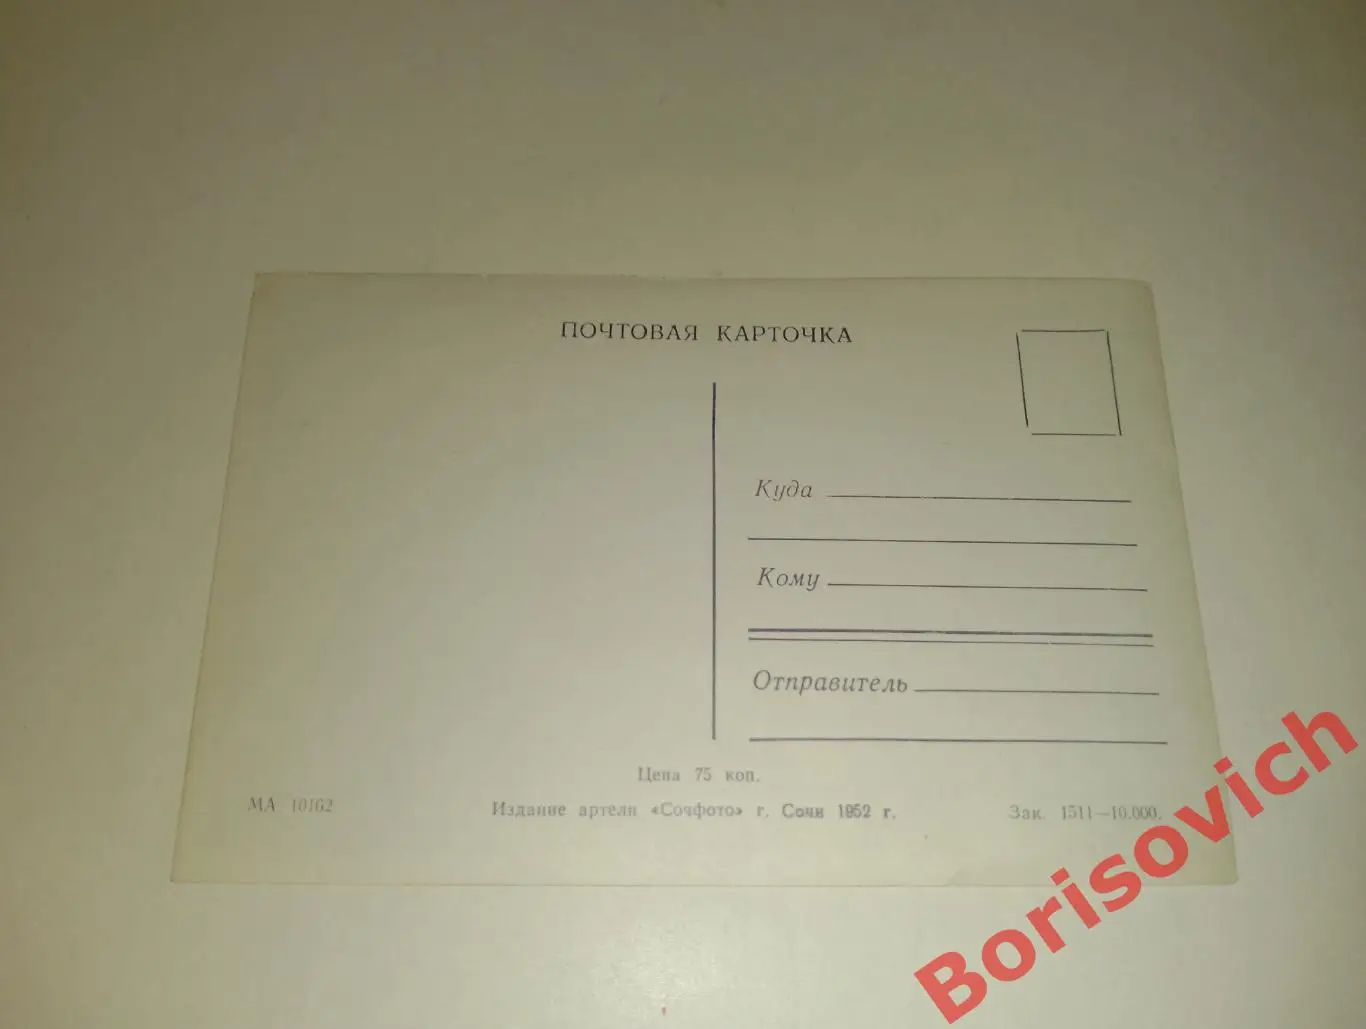 ПОЧТОВАЯ КАРТОЧКА
Куда
Кому
Отправитель
Цена 75 коп.
МА 10162 Издание артели «Сочфото» г. Сочи 1952 г. Зак. 1511—10.000.
Borisovich